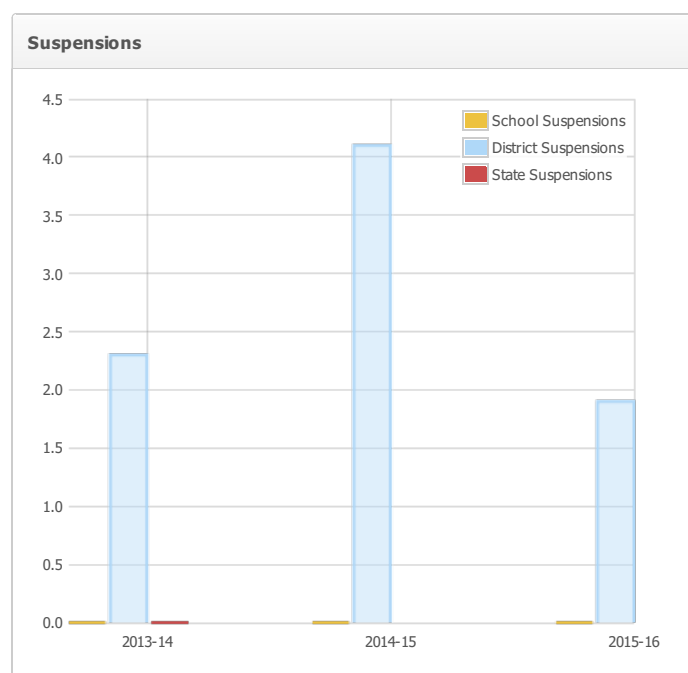 Suspensions
4.5
School Suspensions
District Suspensions
4.0
State Suspensions
3.5
3.0
2.5
2.0
1.5
1.0
0.5
0.0
2013-14 2014-15 2015-16